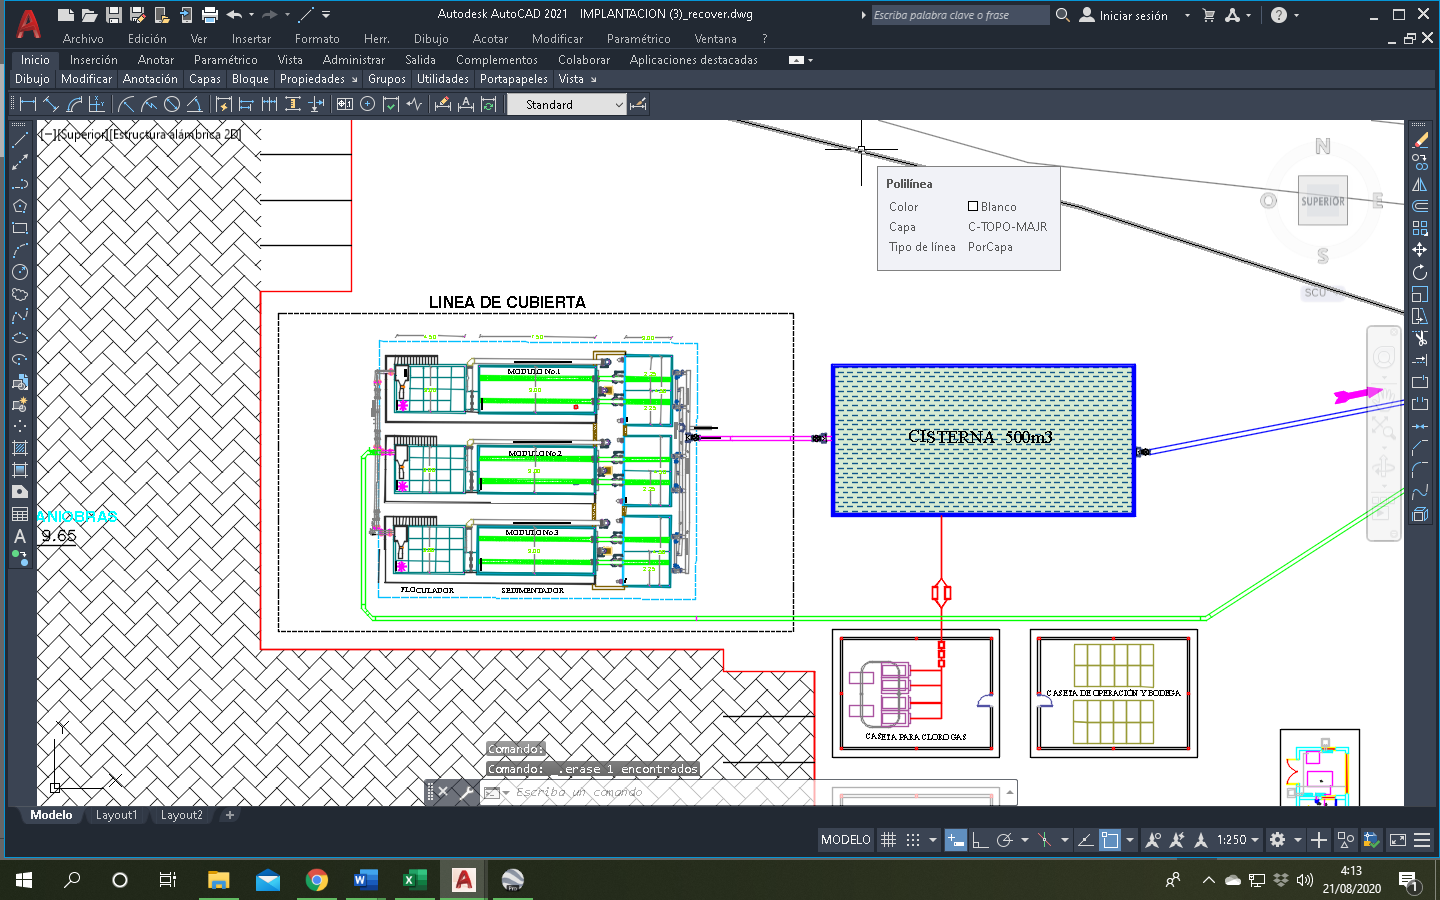 Autodesk AutoCAD 2021 IMPLANTACION (3)_recover.dwg
Escriba palabra clave o frase
Iniciar sesión
?
Archivo Edición Ver Insertar Formato Herr. Dibujo Acotar Modificar Paramétrico Ventana ?
Inicio Inserción Anotar Paramétrico Vista Administrar Salida Complementos Colaborar Aplicaciones destacadas
Dibujo Modificar Anotación Capas Bloque Propiedades Grupos Utilidades Portapapeles Vista
Standard
[−][Superior][Estructura alámbrica 2D]
N
O SUPERIOR E
S
SCU
Polilínea
Color Blanco
Capa C-TOPO-MAJR
Tipo de línea PorCapa
LINEA DE CUBIERTA
MODULO No.1
MODULO No.2
MODULO No.3
FLOCULADOR
SEDIMENTADOR
CISTERNA 500m3
ANIOBRAS
9.65
CASETA PARA CLORO GAS
CASETA DE OPERACIÓN Y BODEGA
Y
X
Comando:
Comando: _.erase 1 encontrados
Escriba un comando
Modelo Layout1 Layout2 +
MODELO
1:250
4:13
21/08/2020
1